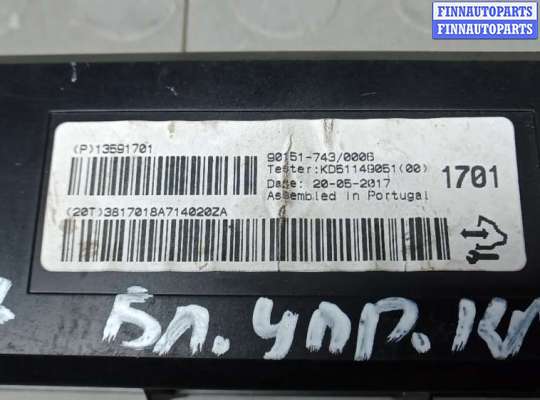 FINNAUTOPARTS
FINNAUTOPARTS
(P)13591701
90151-743/0006
Tester:KD51149051(00)
1701
Date: 20-05-2017
Assembled in Portugal
(20T)3817018A714020ZA
Бл. упр.